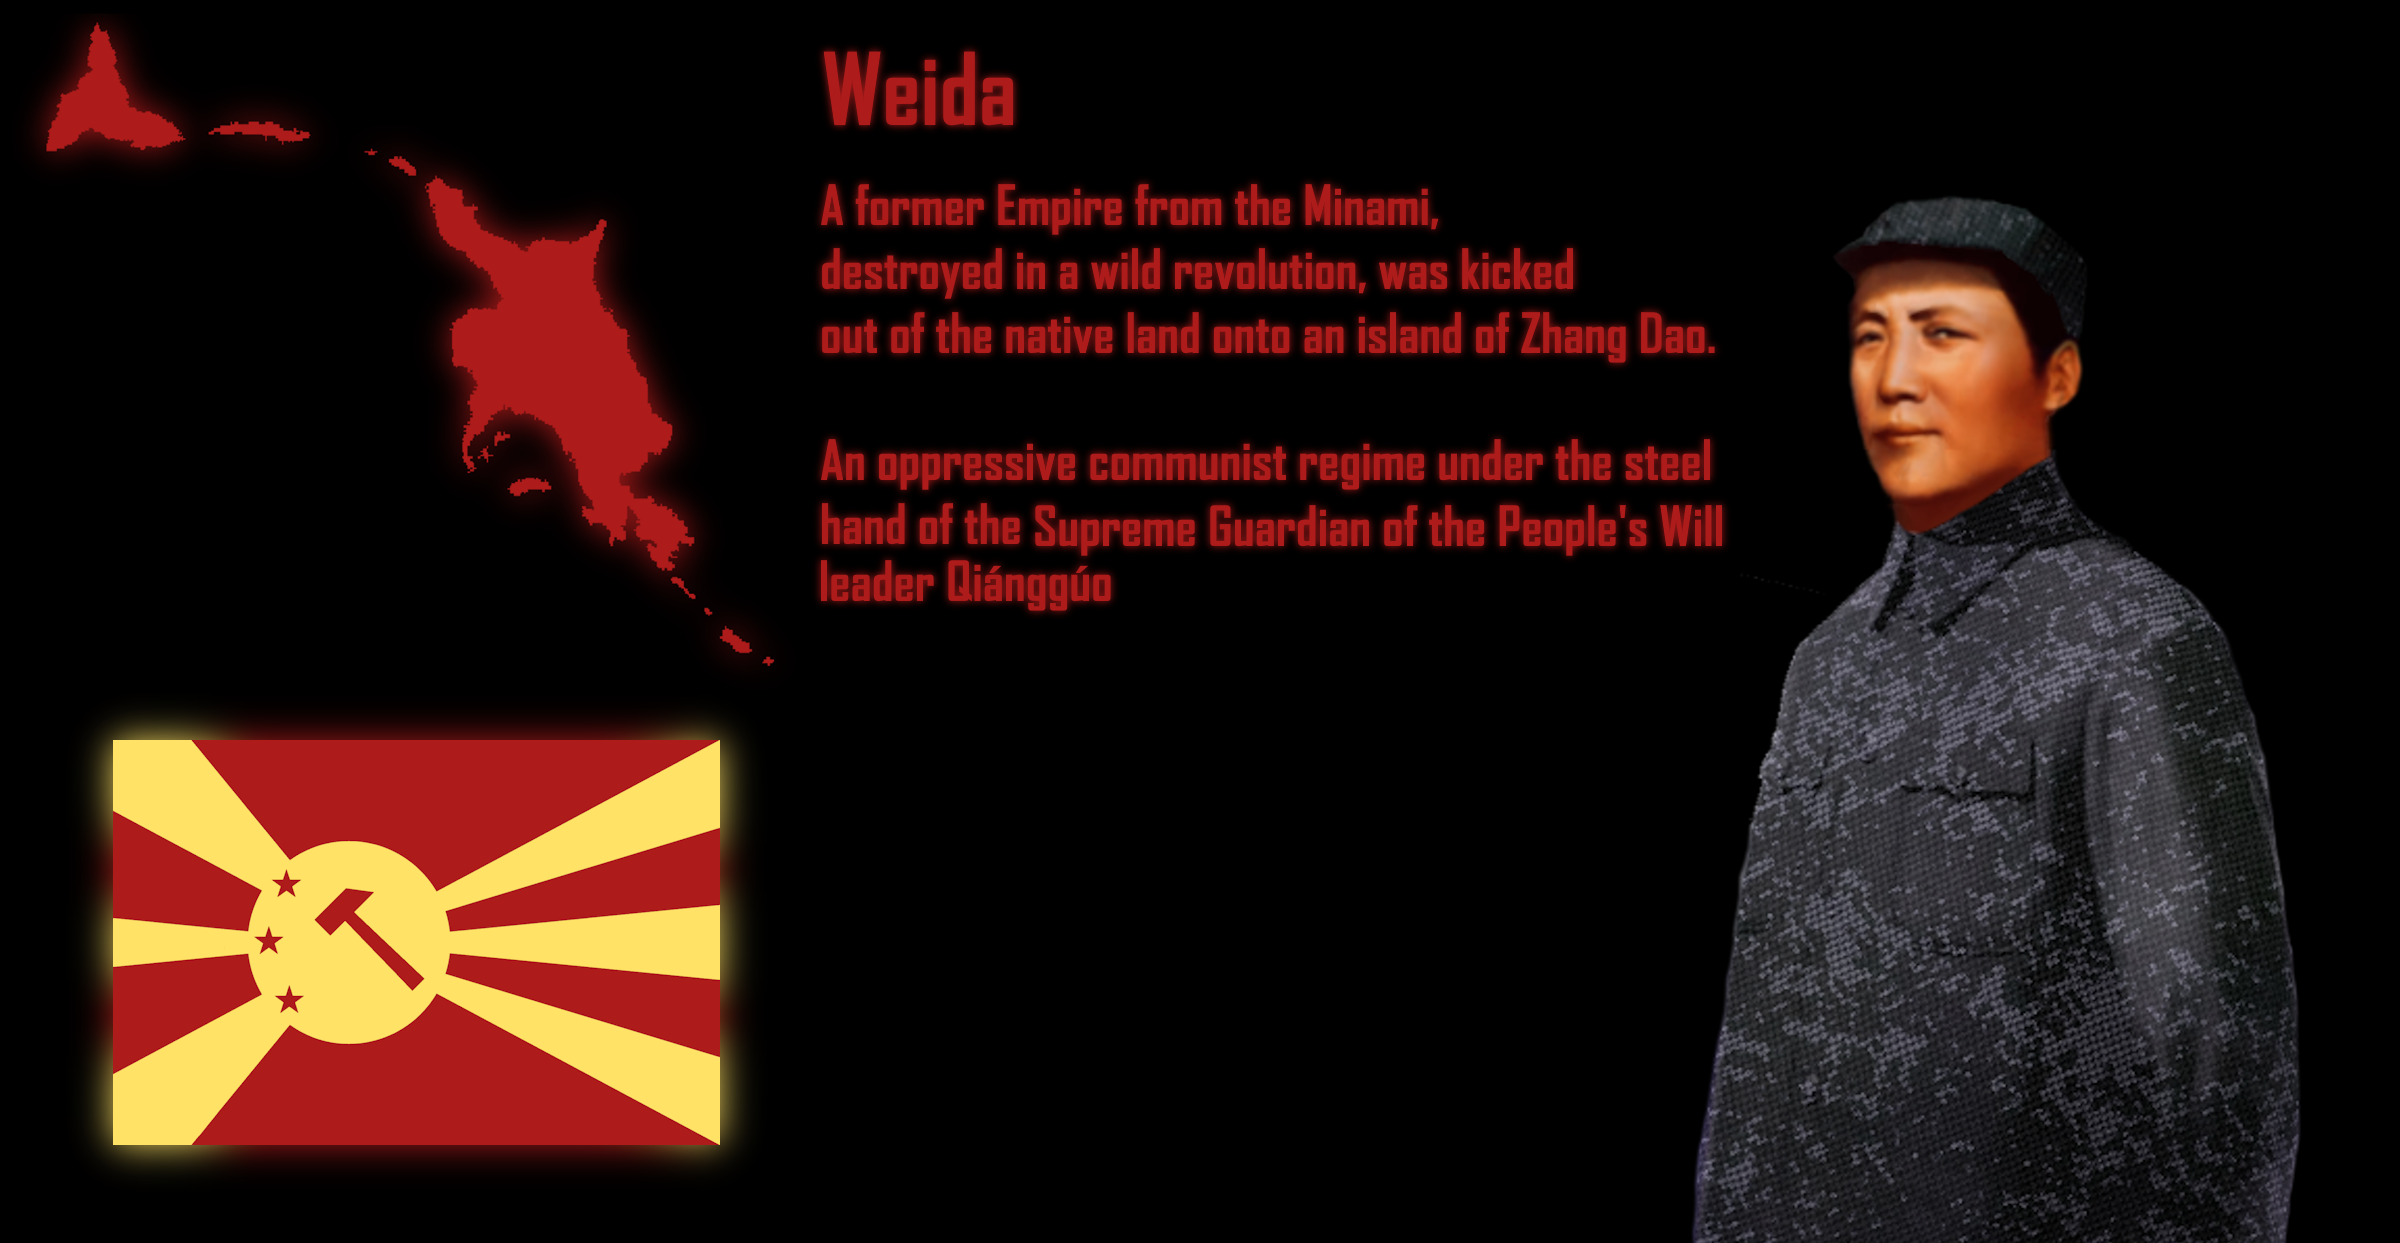 Weida
A former Empire from the Minami,
destroyed in a wild revolution, was kicked
out of the native land onto an island of Zhang Dao.
An oppressive communist regime under the steel
hand of the Supreme Guardian of the People's Will
leader Qiánggúo